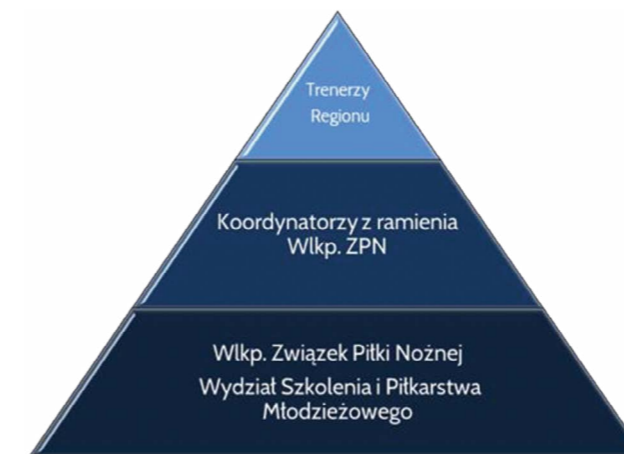 Trenerzy
Regionu
Koordynatorzy z ramienia
Wlkp. ZPN
Wlkp. Związek Piłki Nożnej
Wydział Szkolenia i Piłkarstwa
Młodzieżowego